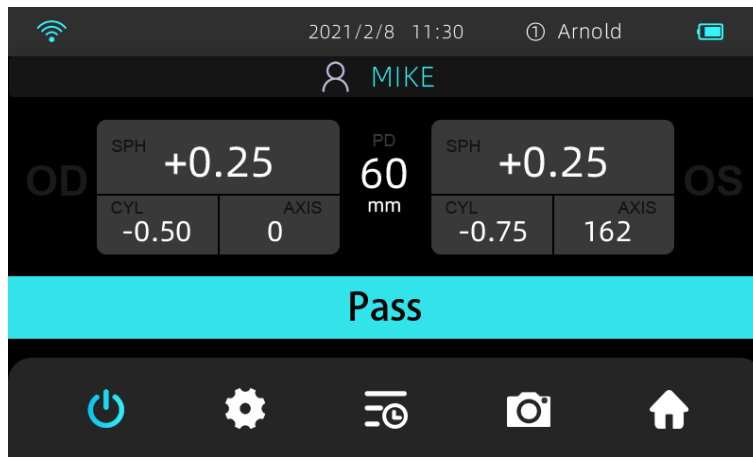 2021/2/8 11:30 ① Arnold
MIKE
OD
SPH
+0.25
CYL
-0.50
AXIS
0
PD
60
mm
SPH
+0.25
CYL
-0.75
AXIS
162
OS
Pass